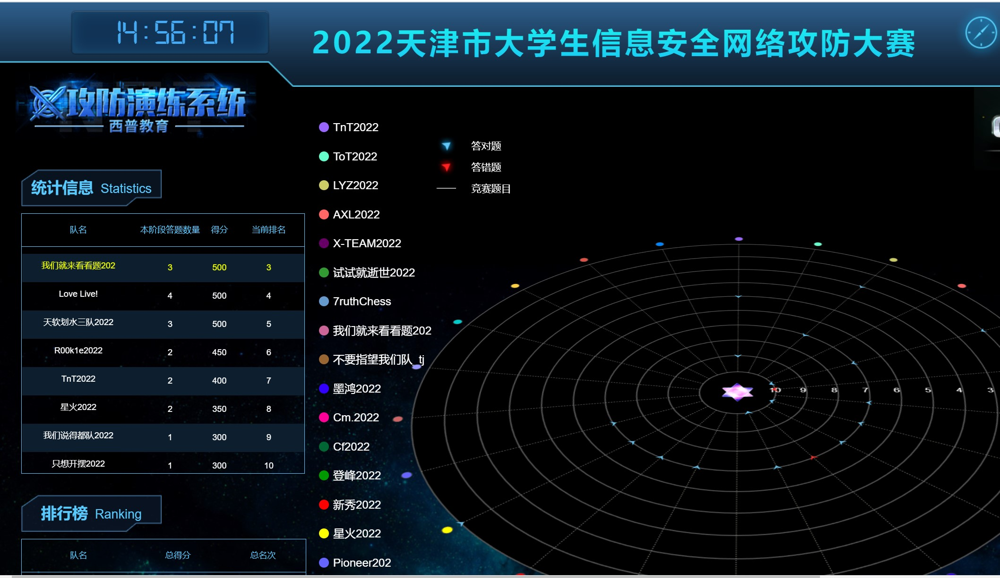 14:56:07
2022天津市大学生信息安全网络攻防大赛
攻防演练系统
西普教育
统计信息 Statistics
队名 本阶段答题数量 得分 当前排名
我们就来看看题202 3 500 3
Love Live! 4 500 4
天软划水三队2022 3 500 5
R00k1e2022 2 450 6
TnT2022 2 400 7
星火2022 2 350 8
我们说得都队2022 1 300 9
只想开摆2022 1 300 10
排行榜 Ranking
队名 总得分 总名次
TnT2022
ToT2022
LYZ2022
AXL2022
X-TEAM2022
试试就逝世2022
7ruthChess
我们就来看看题202
不要指望我们队_tj
墨鸿2022
Cm.2022
Cf2022
登峰2022
新秀2022
星火2022
Pioneer202
答对题
答错题
竞赛题目
10 9 8 7 6 5 4 3